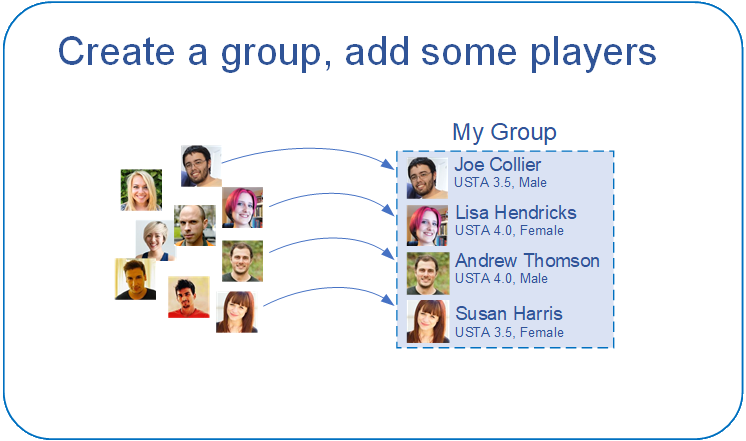 Create a group, add some players
My Group
Joe Collier
USTA 3.5, Male
Lisa Hendricks
USTA 4.0, Female
Andrew Thomson
USTA 4.0, Male
Susan Harris
USTA 3.5, Female